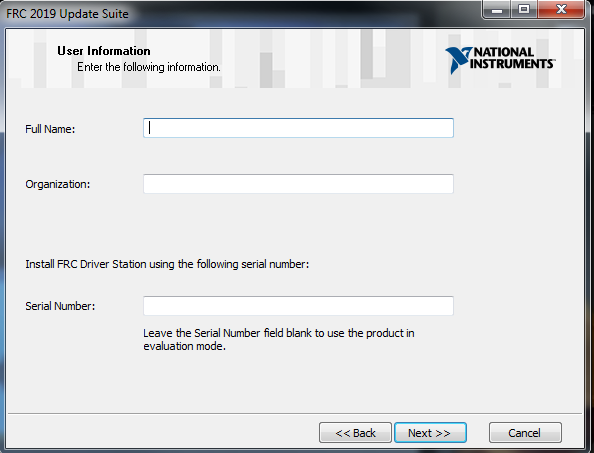 FRC 2019 Update Suite
User Information
Enter the following information.
NATIONAL
INSTRUMENTS™
Full Name:
Organization:
Install FRC Driver Station using the following serial number:
Serial Number:
Leave the Serial Number field blank to use the product in
evaluation mode.
<< Back
Next >>
Cancel